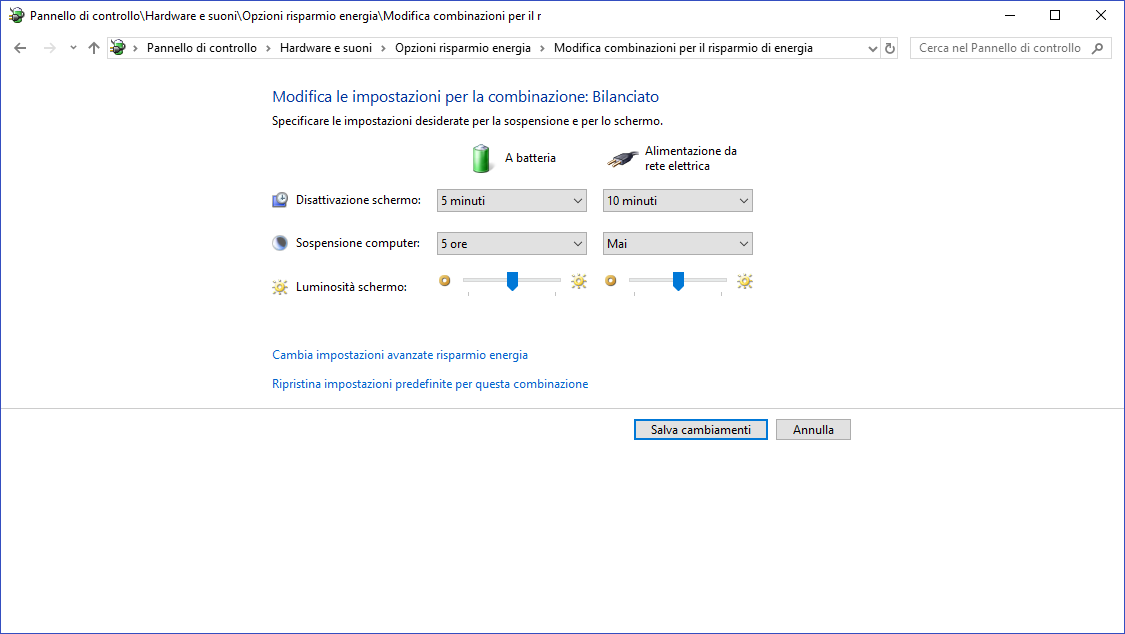 Pannello di controllo\Hardware e suoni\Opzioni risparmio energia\Modifica combinazioni per il r
Pannello di controllo > Hardware e suoni > Opzioni risparmio energia > Modifica combinazioni per il risparmio di energia
Cerca nel Pannello di controllo
Modifica le impostazioni per la combinazione: Bilanciato
Specificare le impostazioni desiderate per la sospensione e per lo schermo.
A batteria
Alimentazione da
rete elettrica
Disattivazione schermo: 5 minuti 10 minuti
Sospensione computer: 5 ore Mai
Luminosità schermo:
Cambia impostazioni avanzate risparmio energia
Ripristina impostazioni predefinite per questa combinazione
Salva cambiamenti Annulla